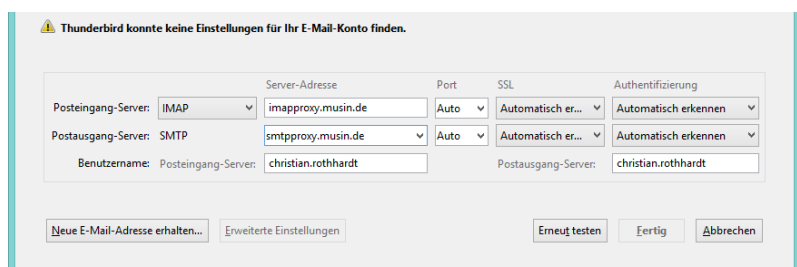 Thunderbird konnte keine Einstellungen für Ihr E-Mail-Konto finden.
Server-Adresse Port SSL Authentifizierung
Posteingang-Server: IMAP imapproxy.musin.de Auto Automatisch er... Automatisch erkennen
Postausgang-Server: SMTP smtpproxy.musin.de Auto Automatisch er... Automatisch erkennen
Benutzername: Posteingang-Server: christian.rothhardt Postausgang-Server: christian.rothhardt
Neue E-Mail-Adresse erhalten... Erweiterte Einstellungen Erneut testen Fertig Abbrechen